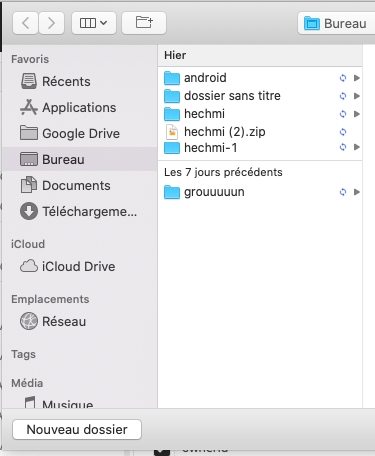 Bureau
Favoris
Récents
Applications
Google Drive
Bureau
Documents
Téléchargeme...
iCloud
iCloud Drive
Emplacements
Réseau
Tags
Média
Musique
Hier
android
dossier sans titre
hechmi
hechmi (2).zip
hechmi-1
Les 7 jours précédents
grouuuuun
Nouveau dossier